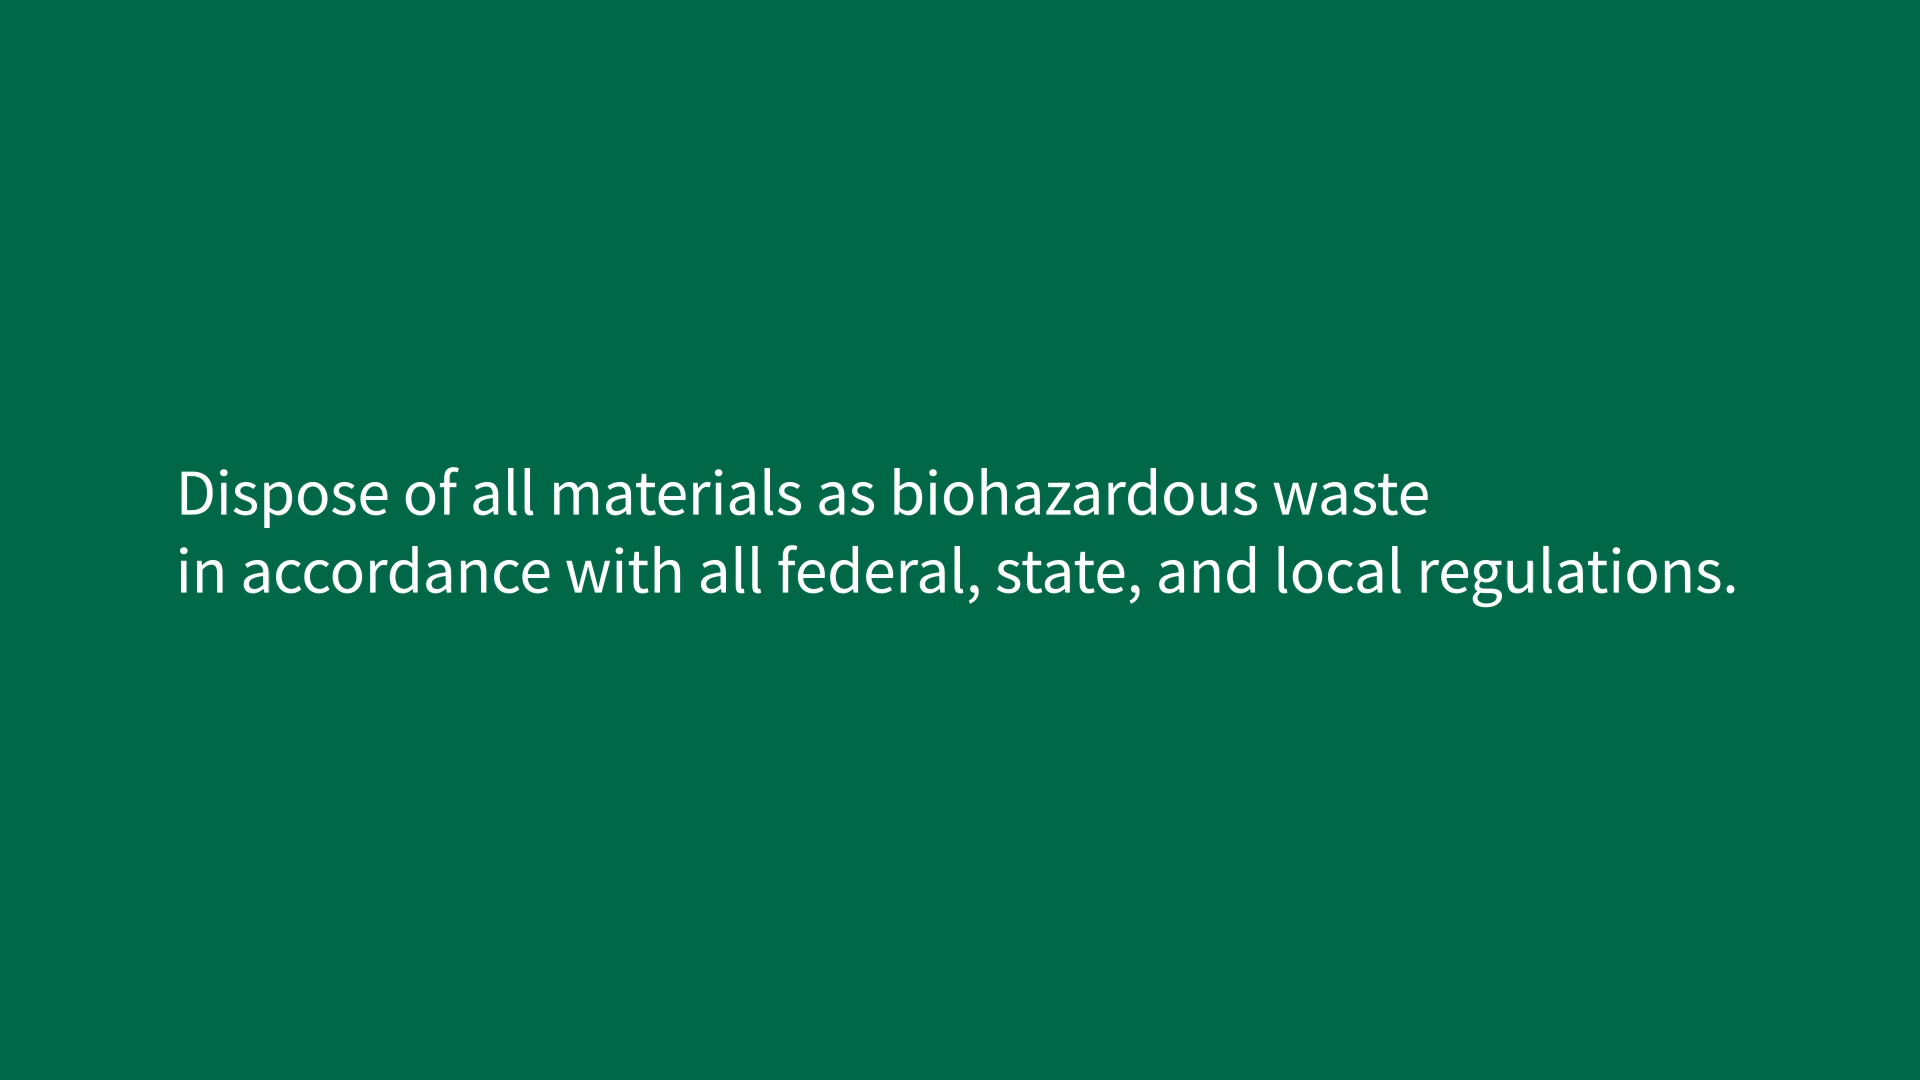 Dispose of all materials as biohazardous waste
in accordance with all federal, state, and local regulations.